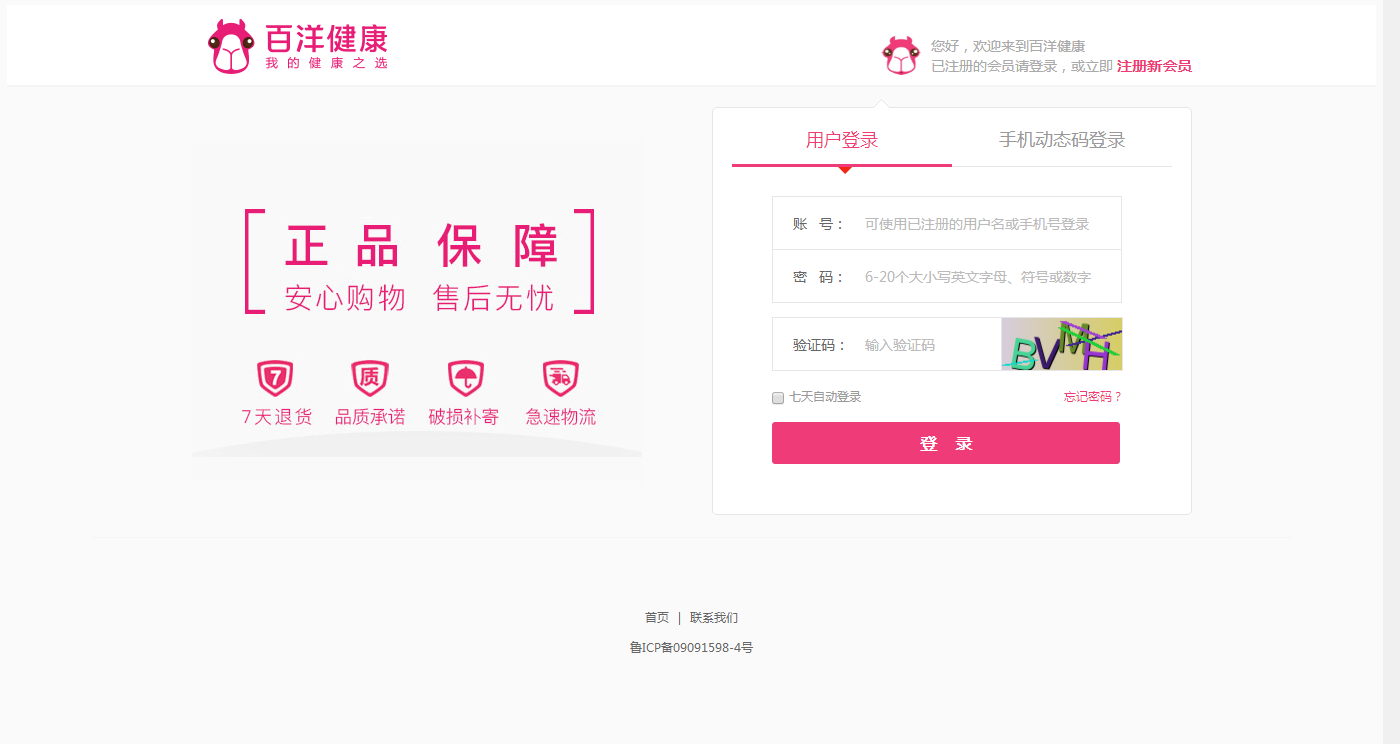 百洋健康
我的健康之选
您好，欢迎来到百洋健康
已注册的会员请登录，或立即 注册新会员
正品保障
安心购物 售后无忧
7 质
7天退货 品质承诺 破损补寄 急速物流
用户登录 手机动态码登录
账 号： 可使用已注册的用户名或手机号登录
密 码： 6-20个大小写英文字母、符号或数字
验证码： 输入验证码 BVMH
七天自动登录 忘记密码？
登 录
首页 | 联系我们
鲁ICP备09091598-4号